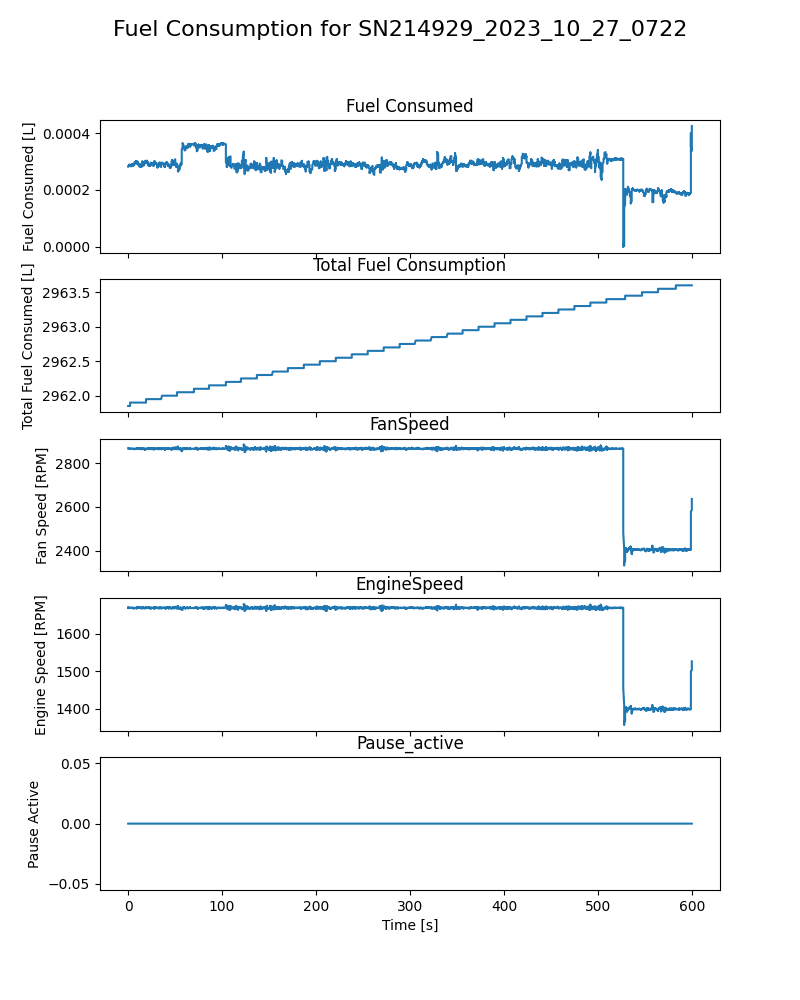 Fuel Consumption for SN214929_2023_10_27_0722
Fuel Consumed
Fuel Consumed [L]
0.0004
0.0002
0.0000
Total Fuel Consumption
Total Fuel Consumed [L]
2963.5
2963.0
2962.5
2962.0
FanSpeed
Fan Speed [RPM]
2800
2600
2400
EngineSpeed
Engine Speed [RPM]
1600
1500
1400
Pause_active
Pause Active
0.05
0.00
−0.05
0 100 200 300 400 500 600
Time [s]